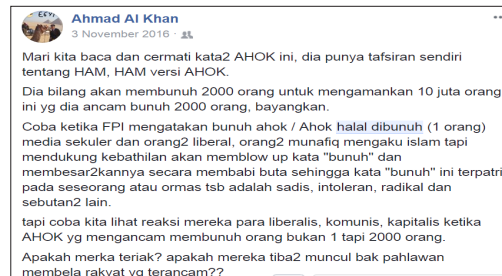 Ahmad Al Khan
3 November 2016 ·
Mari kita baca dan cermati kata2 AHOK ini, dia punya tafsiran sendiri
tentang HAM, HAM versi AHOK.
Dia bilang akan membunuh 2000 orang untuk mengamankan 10 juta orang
ini yg dia ancam bunuh 2000 orang, bayangkan.
Coba ketika FPI mengatakan bunuh ahok / Ahok halal dibunuh (1 orang)
media sekuler dan orang2 liberal, orang2 munafiq mengaku islam tapi
mendukung kebathilan akan memblow up kata "bunuh" dan
membesar2kannya secara membabi buta sehingga kata "bunuh" ini terpatri
pada seseorang atau ormas tsb adalah sadis, intoleran, radikal dan
sebutan2 lain.
tapi coba kita lihat reaksi mereka para liberalis, komunis, kapitalis ketika
AHOK yg mengancam membunuh orang bukan 1 tapi 2000 orang.
Apakah merka teriak? apakah mereka tiba2 muncul bak pahlawan
membela rakyat yg terancam??